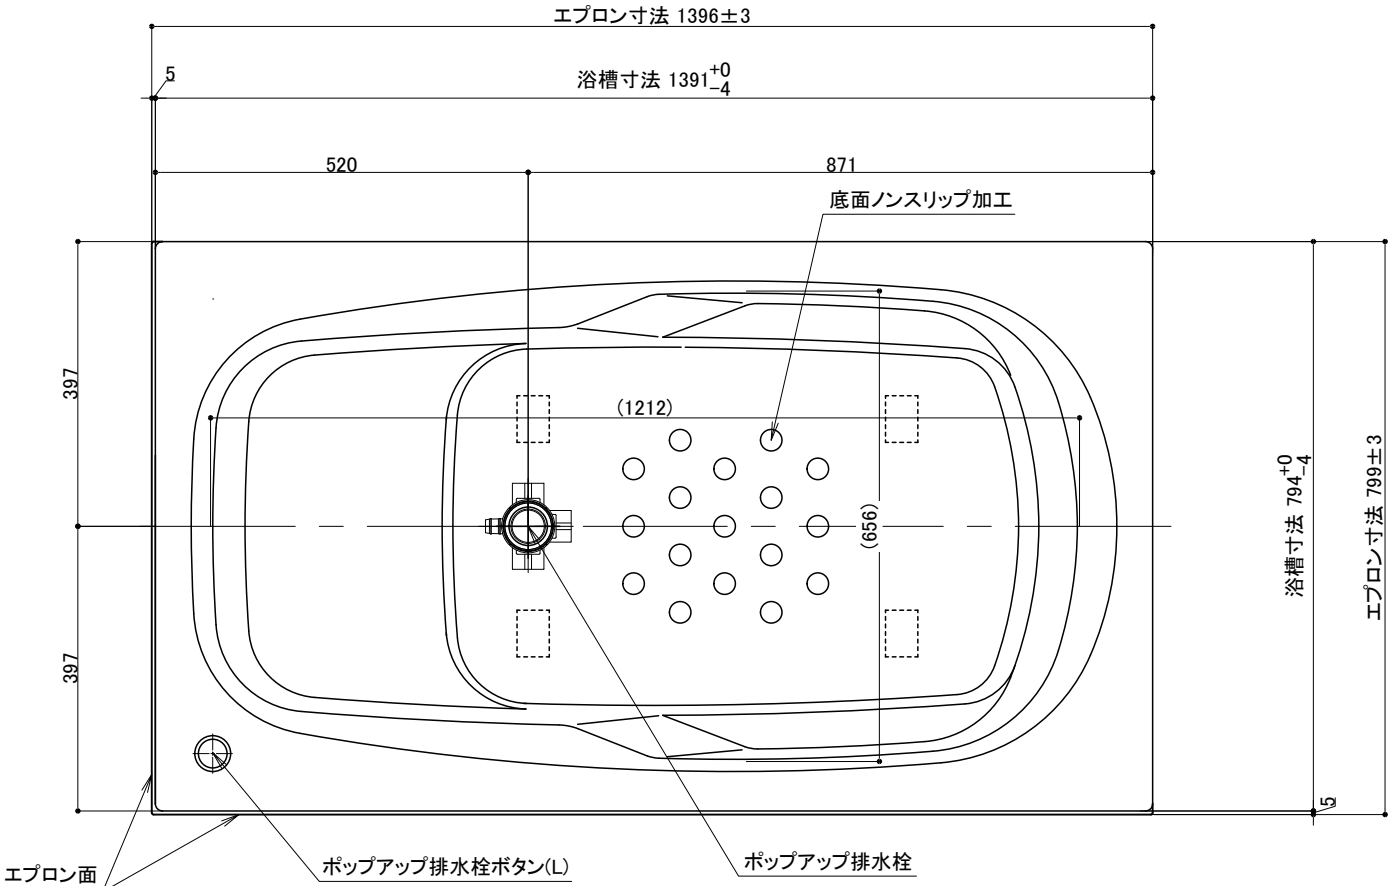 エプロン寸法 1396±3
5
浴槽寸法 1391 +0 -4
520
871
底面ノンスリップ加工
397
(1212)
(656)
浴槽寸法 794 +0 -4
エプロン寸法 799±3
397
5
エプロン面
ポップアップ排水栓ボタン(L)
ポップアップ排水栓